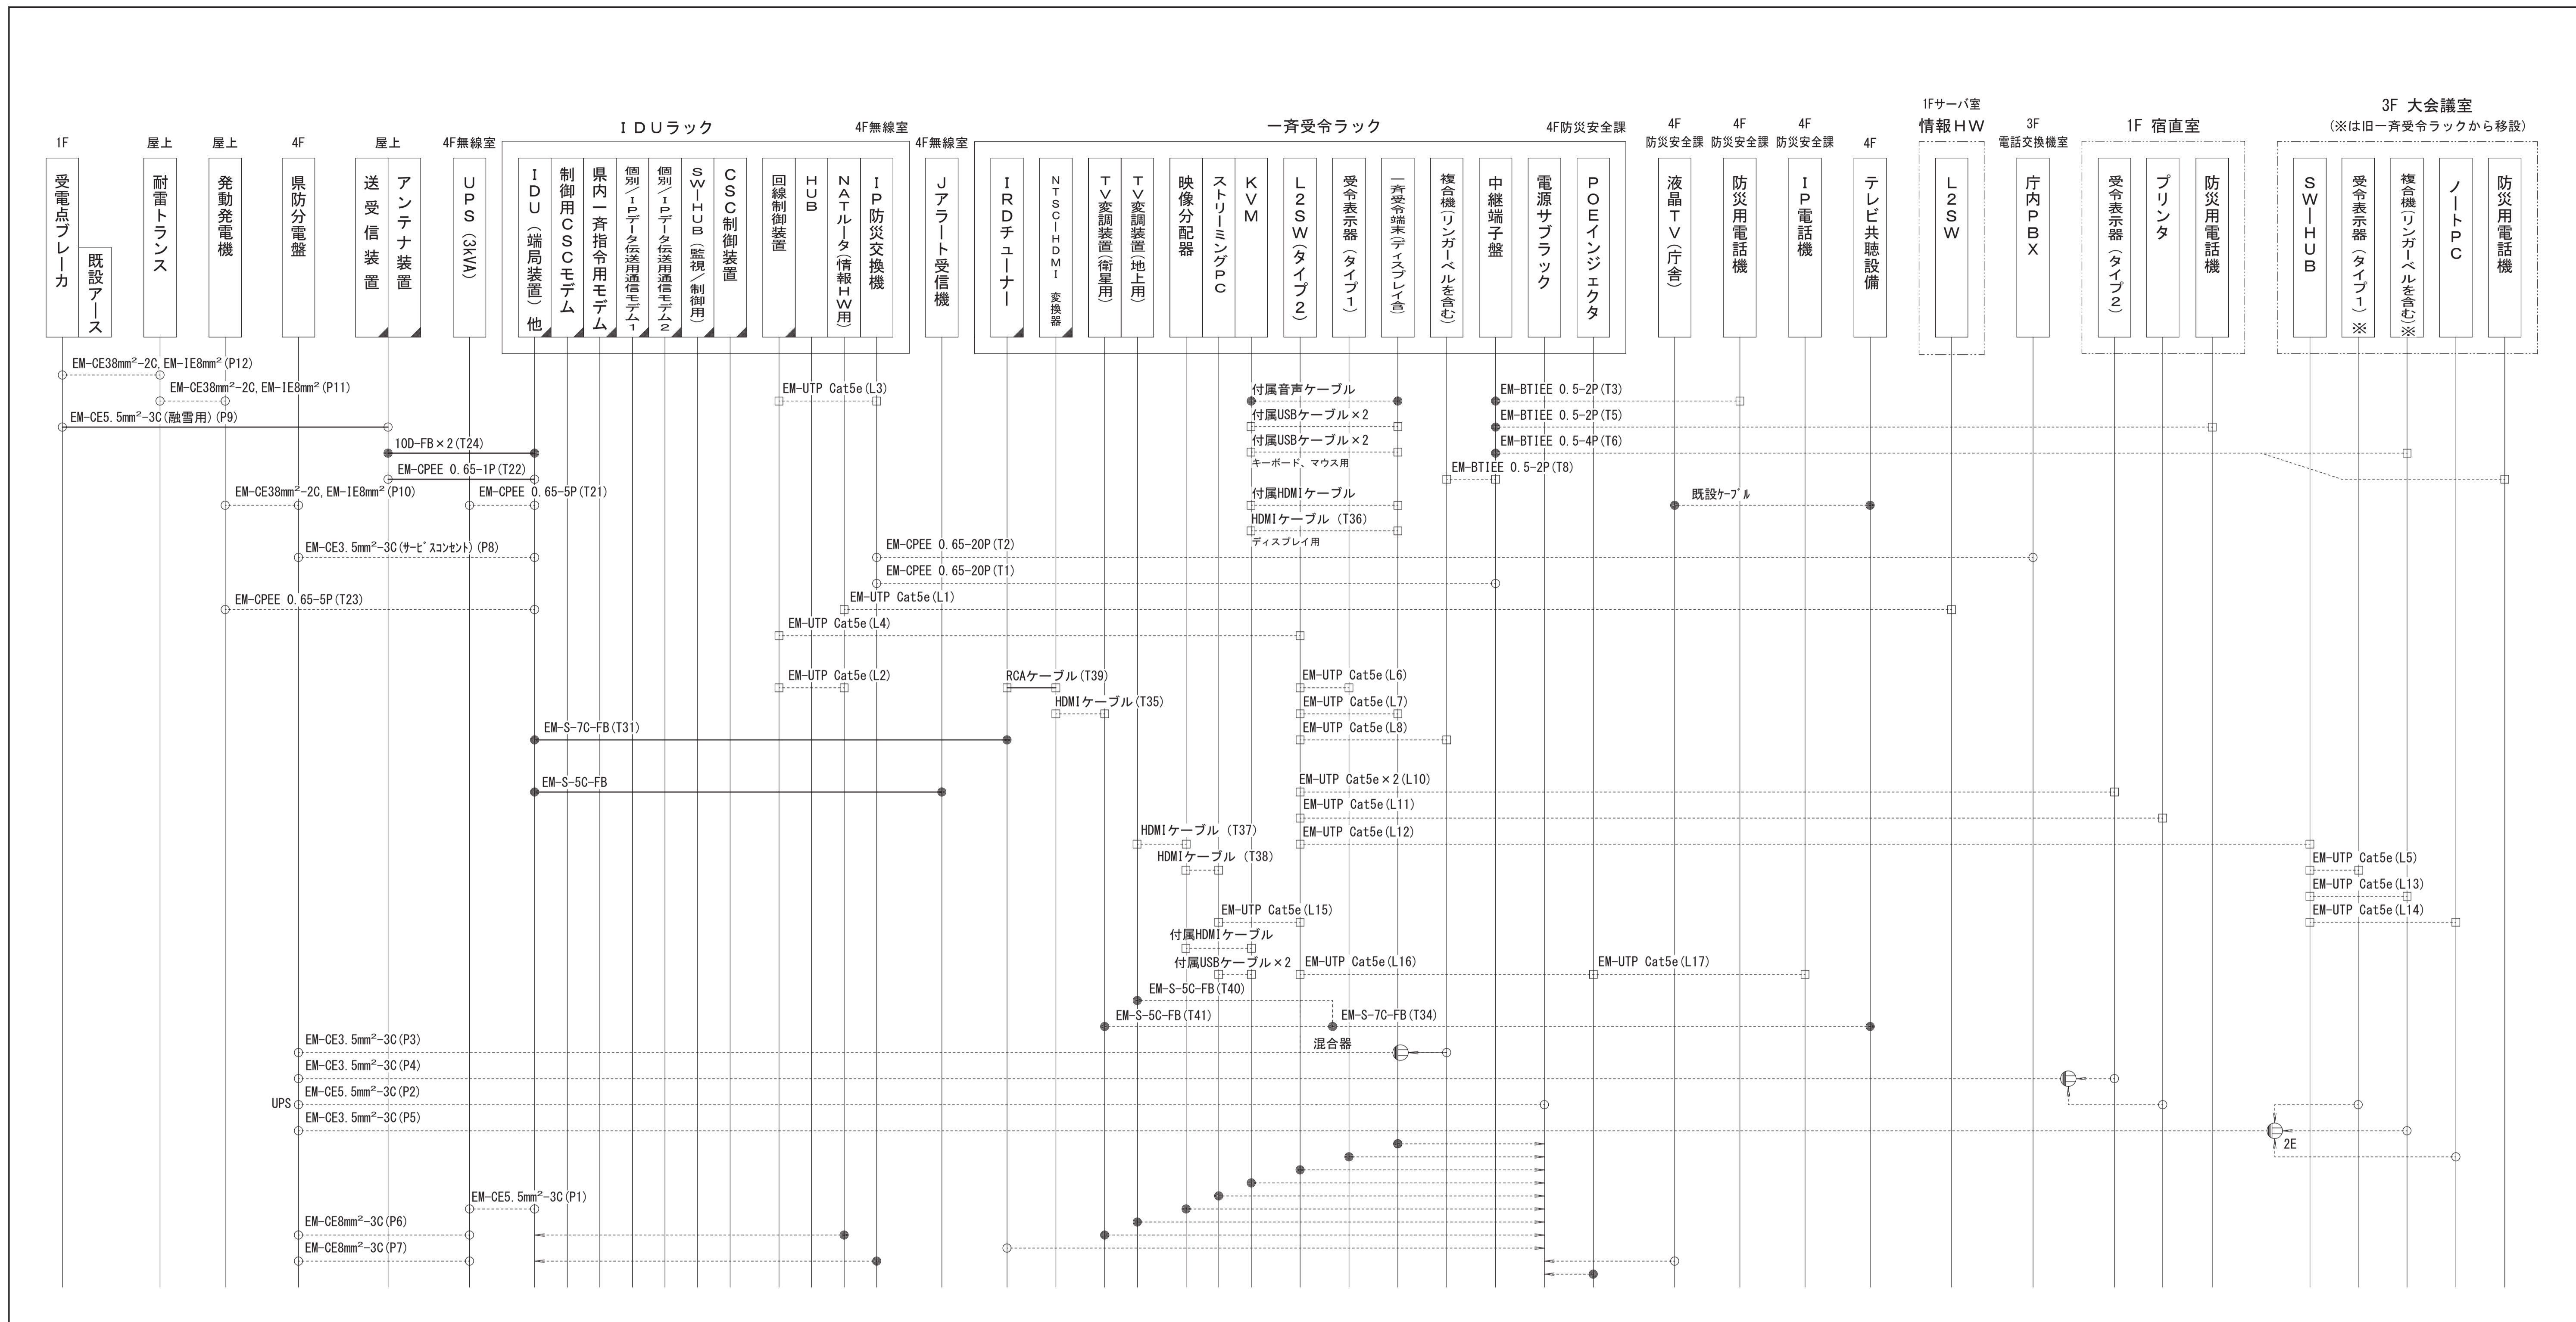 1Fサーバ室
3F 大会議室
IDUラック
4F無線室
一斉受令ラック
4F防災安全課
4F
4F
4F
情報HW
3F
1F 宿直室
(※は旧一斉受令ラックから移設)
1F
屋上
屋上
4F
屋上
4F無線室
4F無線室
防災安全課
防災安全課
防災安全課
4F
電話交換機室
受電点ブレーカ
既設アース
耐雷トランス
発動発電機
県防分電盤
送受信装置
アンテナ装置
UPS(3kVA)
IDU(端局装置)他
制御用CSCモデム
県内一斉指令用モデム
個別/IPデータ伝送用通信モデム1
個別/IPデータ伝送用通信モデム2
SW-HUB(監視/制御用)
CSC制御装置
回線制御装置
HUB
NATルータ(情報HW用)
IP防災交換機
Jアラート受信機
IRDチューナー
NTSC-HDMI 変換器
TV変調装置(衛星用)
TV変調装置(地上用)
映像分配器
ストリーミングPC
KVM
L2SW(タイプ2)
受令表示器(タイプ1)
一斉受令端末(ディスプレイ含)
複合機(リンガーベルを含む)
中継端子盤
電源サブラック
POEインジェクタ
液晶TV(庁舎)
防災用電話機
IP電話機
テレビ共聴設備
L2SW
庁内PBX
受令表示器(タイプ2)
プリンタ
防災用電話機
SW-HUB
受令表示器(タイプ1)※
複合機(リンガーベルを含む)※
ノートPC
防災用電話機
EM-CE38mm²-2C,EM-IE8mm²(P12)
EM-CE38mm²-2C,EM-IE8mm²(P11)
EM-UTP Cat5e(L3)
付属音声ケーブル
EM-BTIEE 0.5-2P(T3)
EM-CE5.5mm²-3C(融雪用)(P9)
付属USBケーブル×2
EM-BTIEE 0.5-2P(T5)
10D-FB×2(T24)
付属USBケーブル×2
EM-BTIEE 0.5-4P(T6)
キーボード、マウス用
EM-CPEE 0.65-1P(T22)
EM-BTIEE 0.5-2P(T8)
EM-CE38mm²-2C,EM-IE8mm²(P10)
EM-CPEE 0.65-5P(T21)
付属HDMIケーブル
既設ケーブル
HDMIケーブル (T36)
ディスプレイ用
EM-CE3.5mm²-3C(サービスコンセント)(P8)
EM-CPEE 0.65-20P(T2)
EM-CPEE 0.65-20P(T1)
EM-CPEE 0.65-5P(T23)
EM-UTP Cat5e(L1)
EM-UTP Cat5e(L4)
EM-UTP Cat5e(L2)
RCAケーブル(T39)
EM-UTP Cat5e(L6)
HDMIケーブル(T35)
EM-UTP Cat5e(L7)
EM-S-7C-FB(T31)
EM-UTP Cat5e(L8)
EM-S-5C-FB
EM-UTP Cat5e×2(L10)
EM-UTP Cat5e(L11)
HDMIケーブル (T37)
EM-UTP Cat5e(L12)
HDMIケーブル (T38)
EM-UTP Cat5e(L5)
EM-UTP Cat5e(L13)
EM-UTP Cat5e(L15)
EM-UTP Cat5e(L14)
付属HDMIケーブル
付属USBケーブル×2
EM-UTP Cat5e(L16)
EM-UTP Cat5e(L17)
EM-S-5C-FB(T40)
EM-S-5C-FB(T41)
EM-S-7C-FB(T34)
EM-CE3.5mm²-3C(P3)
混合器
EM-CE3.5mm²-3C(P4)
EM-CE5.5mm²-3C(P2)
UPS
EM-CE3.5mm²-3C(P5)
2E
EM-CE5.5mm²-3C(P1)
EM-CE8mm²-3C(P6)
EM-CE8mm²-3C(P7)